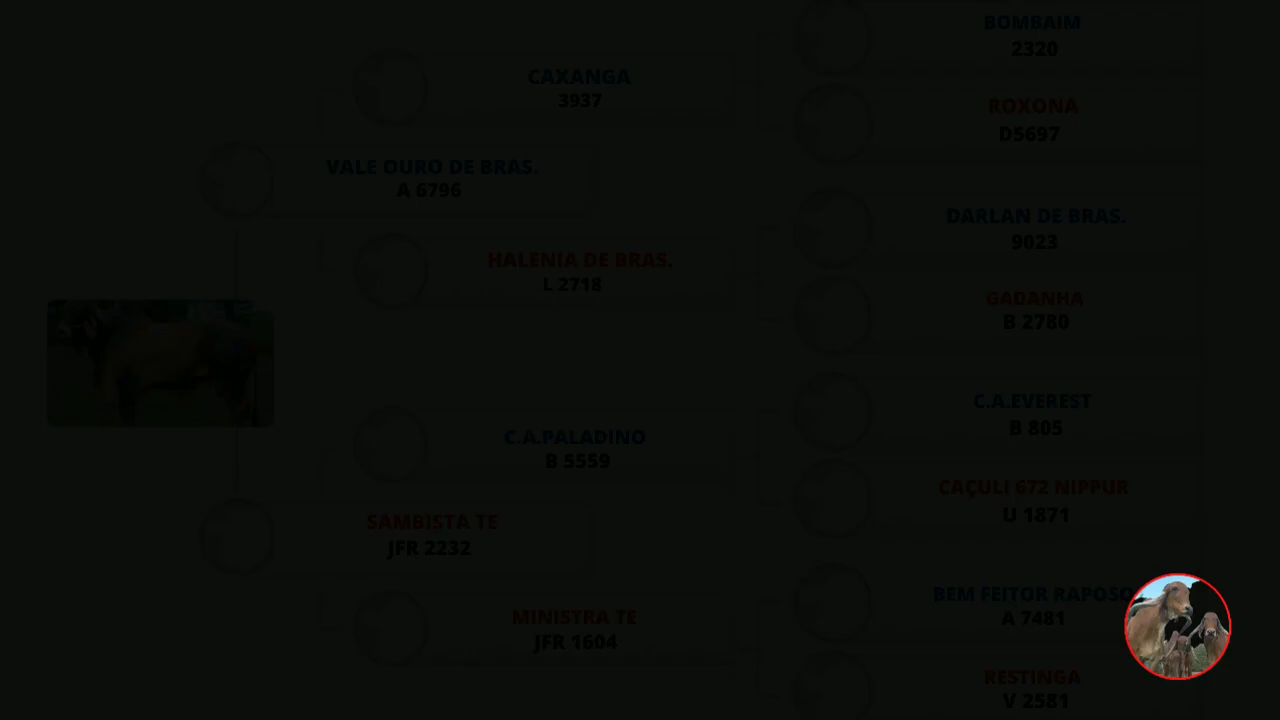 BOMBAIM
2320
CAXANGA
3937
ROXONA
D5697
VALE OURO DE BRAS.
A 6796
DARLAN DE BRAS.
9023
HALENIA DE BRAS.
L 2718
GADANHA
B 2780
C.A.EVEREST
B 805
C.A.PALADINO
B 5559
CAÇULI 672 NIPPUR
U 1871
SAMBISTA TE
JFR 2232
BEM FEITOR RAPOSO
A 7481
MINISTRA TE
JFR 1604
RESTINGA
V 2581